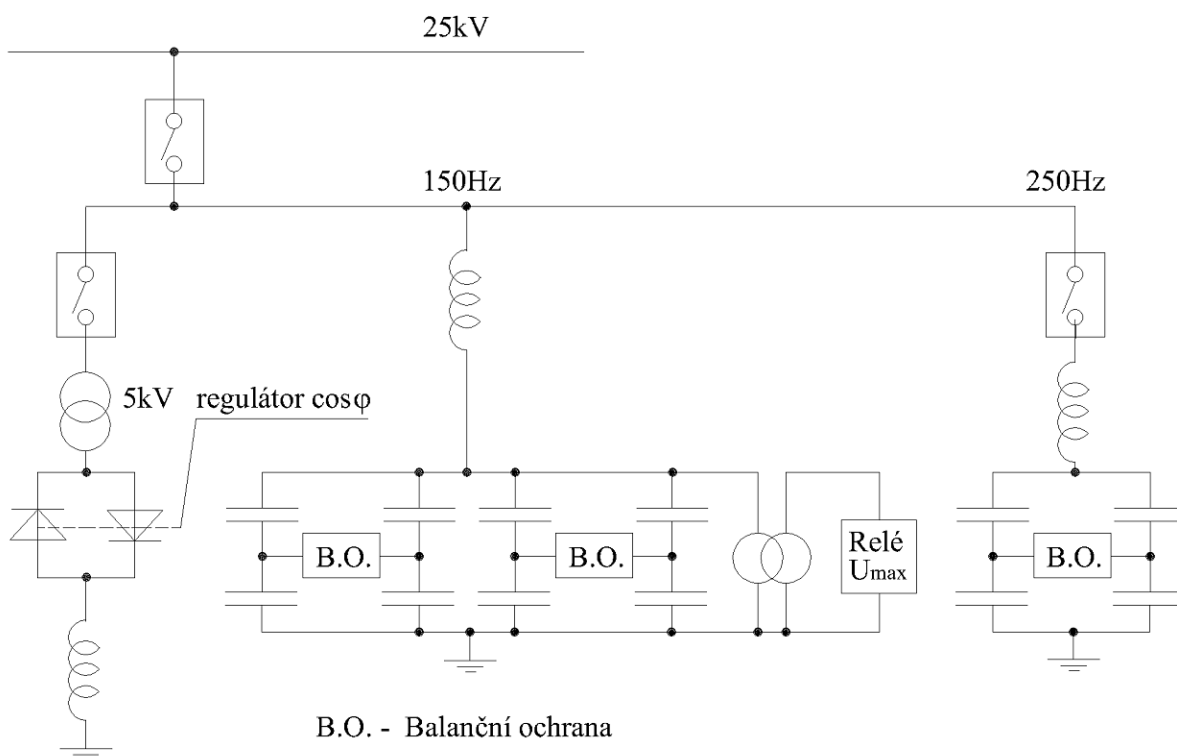 25kV
150Hz
250Hz
5kV
regulátor cosφ
B.O.
B.O.
Relé
Umax
B.O.
B.O. - Balanční ochrana